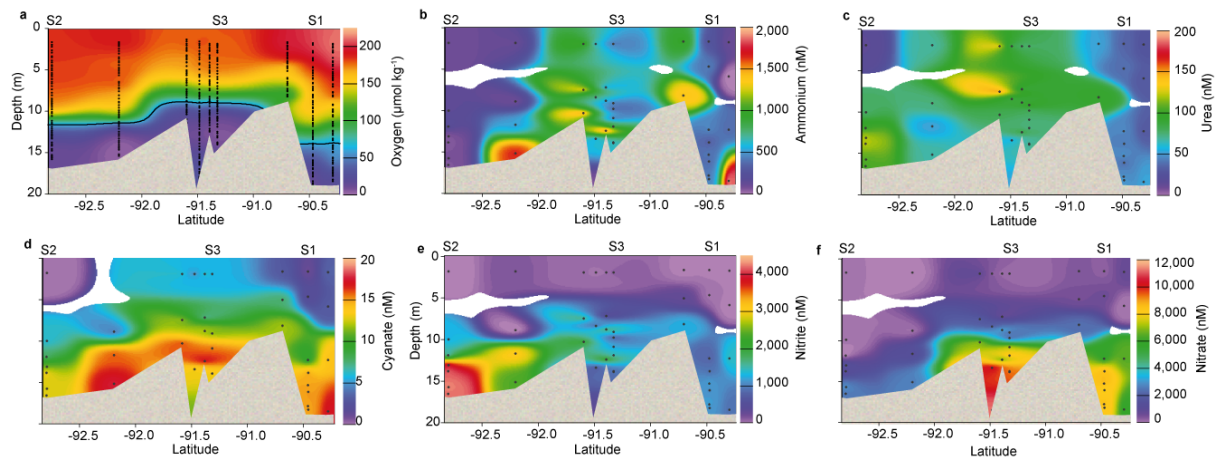 a
S2
S3
S1
0
5
10
15
20
Depth (m)
-92.5
-92.0
-91.5
-91.0
-90.5
Latitude
200
150
100
50
0
Oxygen (µmol kg⁻¹)
b
S2
S3
S1
-92.5
-92.0
-91.5
-91.0
-90.5
Latitude
2,000
1,500
1,000
500
0
Ammonium (nM)
c
S2
S3
S1
-92.5
-92.0
-91.5
-91.0
-90.5
Latitude
200
150
100
50
0
Urea (nM)
d
S2
S3
S1
-92.5
-92.0
-91.5
-91.0
-90.5
Latitude
20
15
10
5
0
Cyanate (nM)
e
S2
S3
S1
0
5
10
15
20
Depth (m)
-92.5
-92.0
-91.5
-91.0
-90.5
Latitude
4,000
3,000
2,000
1,000
0
Nitrite (nM)
f
S2
S3
S1
-92.5
-92.0
-91.5
-91.0
-90.5
Latitude
12,000
10,000
8,000
6,000
4,000
2,000
0
Nitrate (nM)